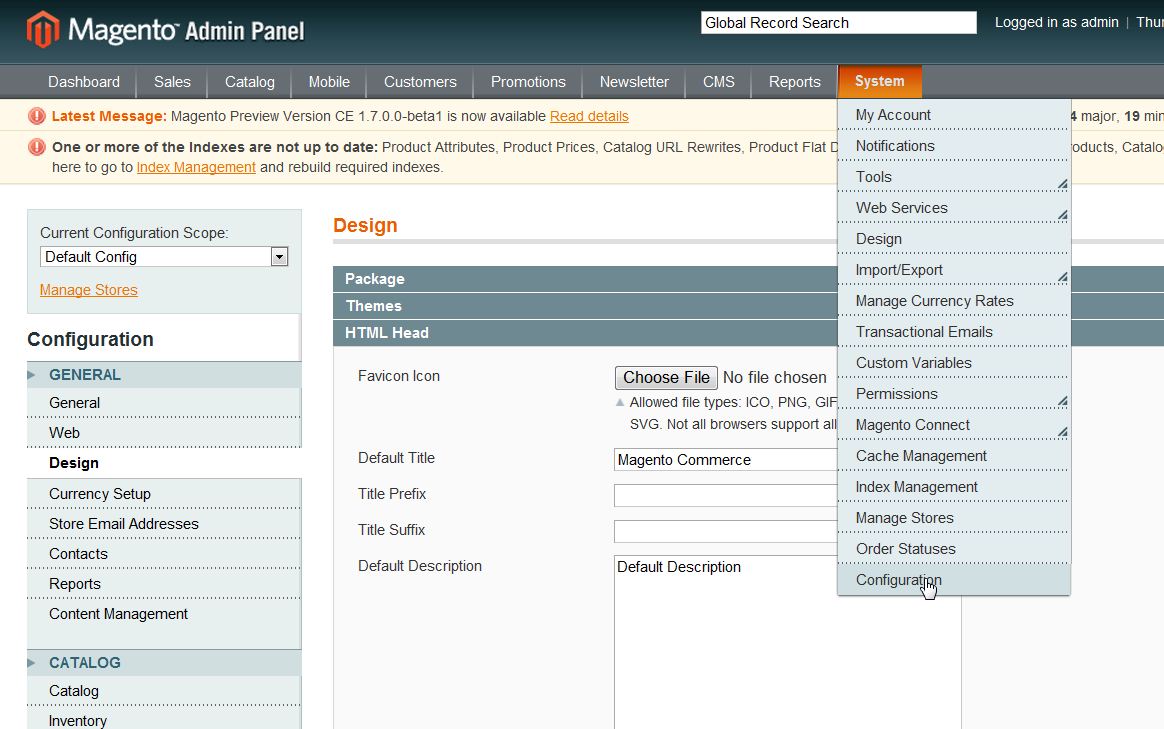 Magento™ Admin Panel
Global Record Search
Logged in as admin | Thu
Dashboard Sales Catalog Mobile Customers Promotions Newsletter CMS Reports System
Latest Message: Magento Preview Version CE 1.7.0.0-beta1 is now available Read details
4 major, 19 min
One or more of the Indexes are not up to date: Product Attributes, Product Prices, Catalog URL Rewrites, Product Flat D
roducts, Catalo
here to go to Index Management and rebuild required indexes.
Current Configuration Scope:
Default Config
Manage Stores
Configuration
GENERAL
General
Web
Design
Currency Setup
Store Email Addresses
Contacts
Reports
Content Management
CATALOG
Catalog
Inventory
Design
Package
Themes
HTML Head
Favicon Icon
Choose File No file chosen
Allowed file types: ICO, PNG, GIF
SVG. Not all browsers support all
Default Title
Magento Commerce
Title Prefix
Title Suffix
Default Description
Default Description
My Account
Notifications
Tools
Web Services
Design
Import/Export
Manage Currency Rates
Transactional Emails
Custom Variables
Permissions
Magento Connect
Cache Management
Index Management
Manage Stores
Order Statuses
Configuration